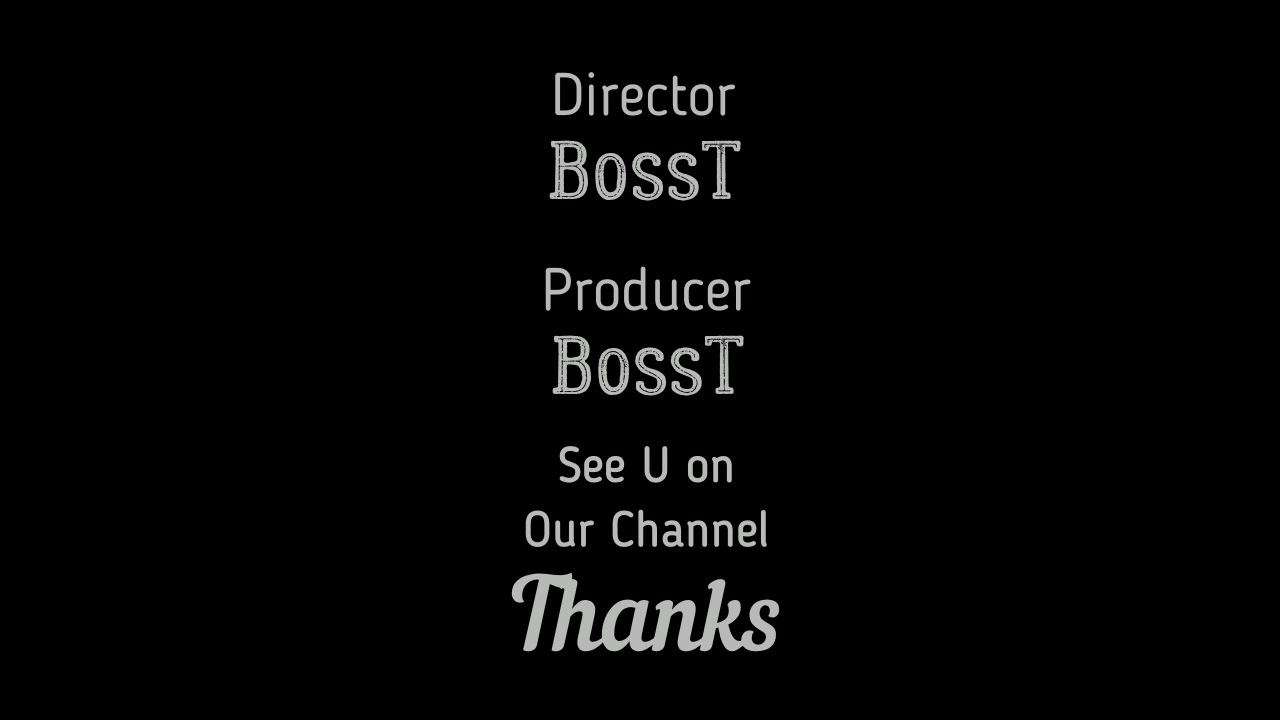 Director
BossT
Producer
BossT
See U on
Our Channel
Thanks